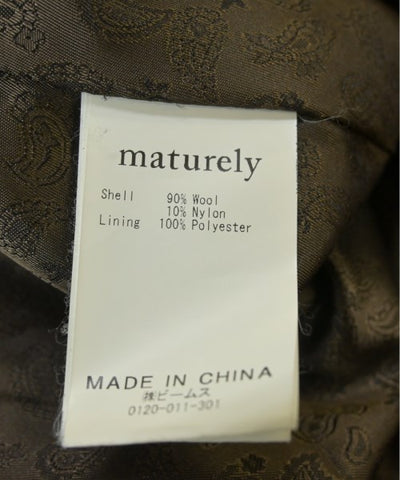 maturely
Shell 90% Wool
10% Nylon
Lining 100% Polyester
MADE IN CHINA
㈱ビームス
0120-011-301